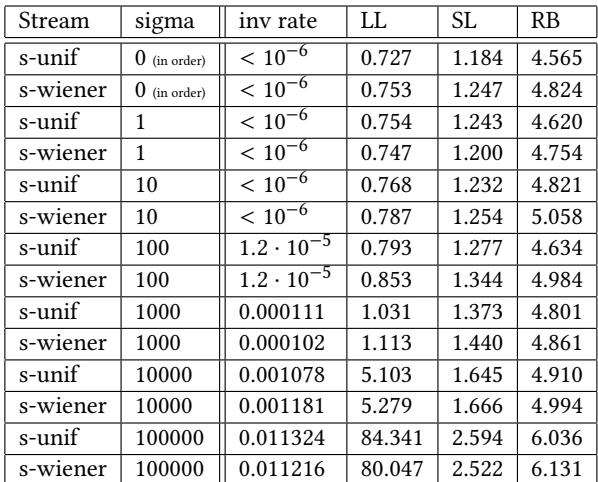 Stream sigma inv rate LL SL RB
s-unif 0 (in order) < 10⁻⁶ 0.727 1.184 4.565
s-wiener 0 (in order) < 10⁻⁶ 0.753 1.247 4.824
s-unif 1 < 10⁻⁶ 0.754 1.243 4.620
s-wiener 1 < 10⁻⁶ 0.747 1.200 4.754
s-unif 10 < 10⁻⁶ 0.768 1.232 4.821
s-wiener 10 < 10⁻⁶ 0.787 1.254 5.058
s-unif 100 1.2 · 10⁻⁵ 0.793 1.277 4.634
s-wiener 100 1.2 · 10⁻⁵ 0.853 1.344 4.984
s-unif 1000 0.000111 1.031 1.373 4.801
s-wiener 1000 0.000102 1.113 1.440 4.861
s-unif 10000 0.001078 5.103 1.645 4.910
s-wiener 10000 0.001181 5.279 1.666 4.994
s-unif 100000 0.011324 84.341 2.594 6.036
s-wiener 100000 0.011216 80.047 2.522 6.131